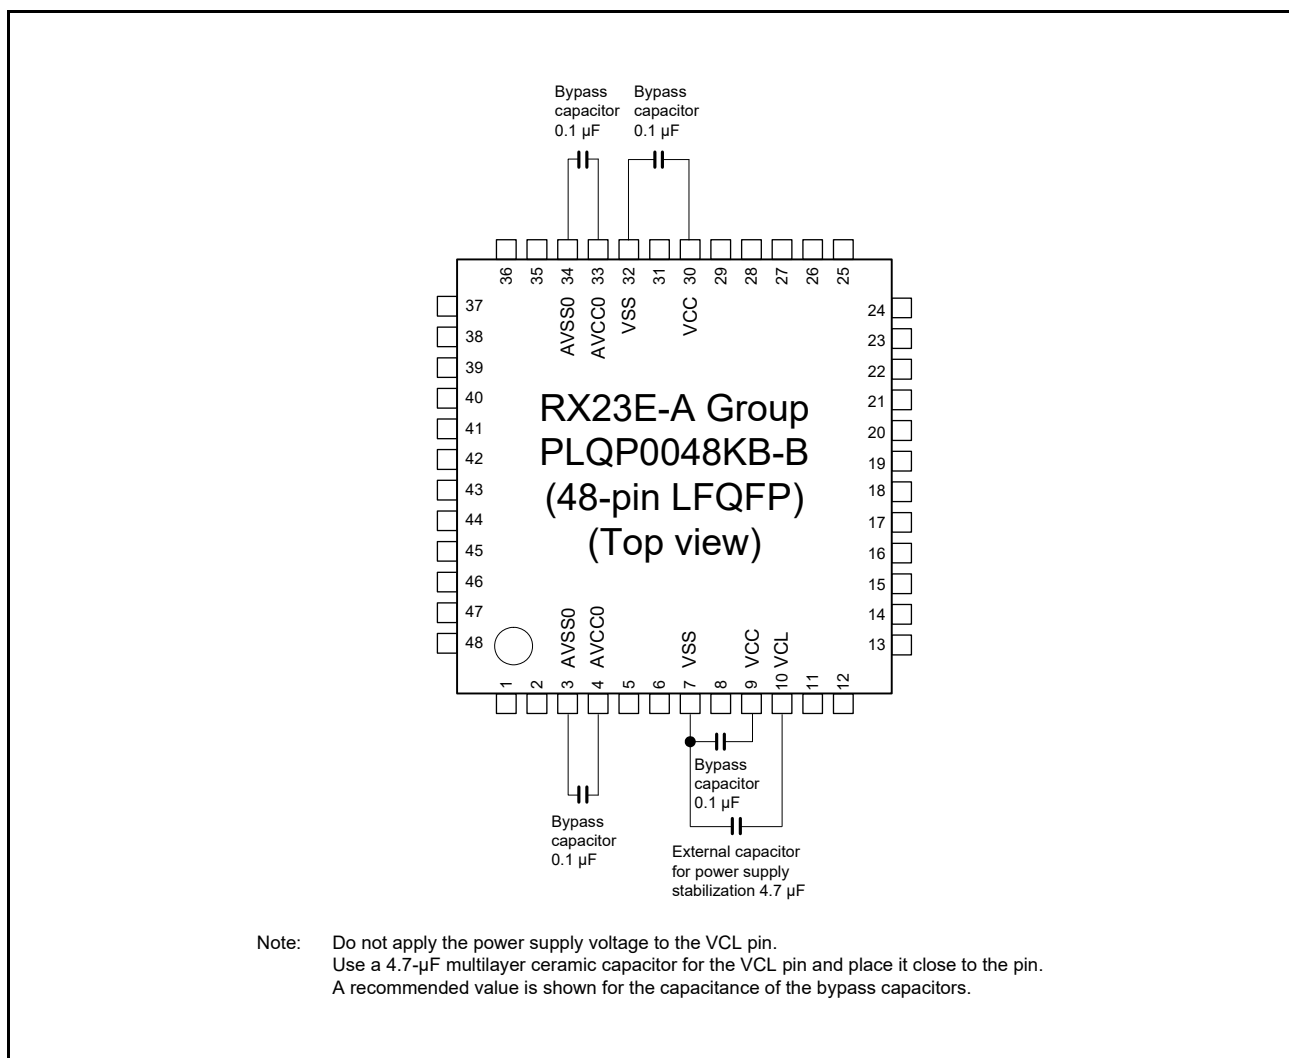 Bypass
capacitor
0.1 µF
Bypass
capacitor
0.1 µF
36
35
34
33
32
31
30
29
28
27
26
25
AVSS0
AVCC0
VSS
VCC
37
38
39
40
41
42
43
44
45
46
47
48
24
23
22
21
20
19
18
17
16
15
14
13
RX23E-A Group
PLQP0048KB-B
(48-pin LFQFP)
(Top view)
AVSS0
AVCC0
VSS
VCC
VCL
1
2
3
4
5
6
7
8
9
10
11
12
Bypass
capacitor
0.1 µF
Bypass
capacitor
0.1 µF
External capacitor
for power supply
stabilization 4.7 µF
Note: Do not apply the power supply voltage to the VCL pin.
Use a 4.7-µF multilayer ceramic capacitor for the VCL pin and place it close to the pin.
A recommended value is shown for the capacitance of the bypass capacitors.